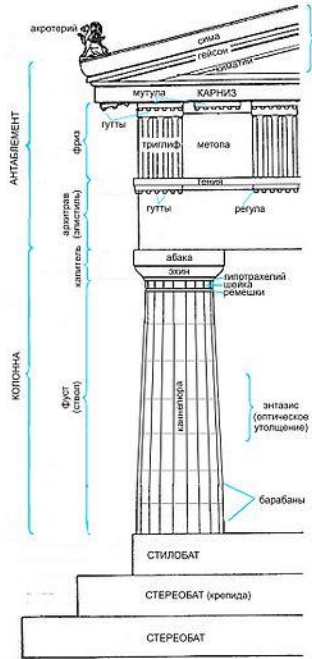 акротерий
сима
гейсон
киматий
мутула
КАРНИЗ
гутты
триглиф
метопа
тения
гутты
регула
абака
эхин
гипотрахелий
шейка
ремешки
каннелюра
энтазис
(оптическое
утолщение)
барабаны
СТИЛОБАТ
СТЕРЕОБАТ (крепида)
СТЕРЕОБАТ
АНТАБЛЕМЕНТ
фриз
архитрав
(эпистиль)
капитель
КОЛОННА
фуст
(ствол)